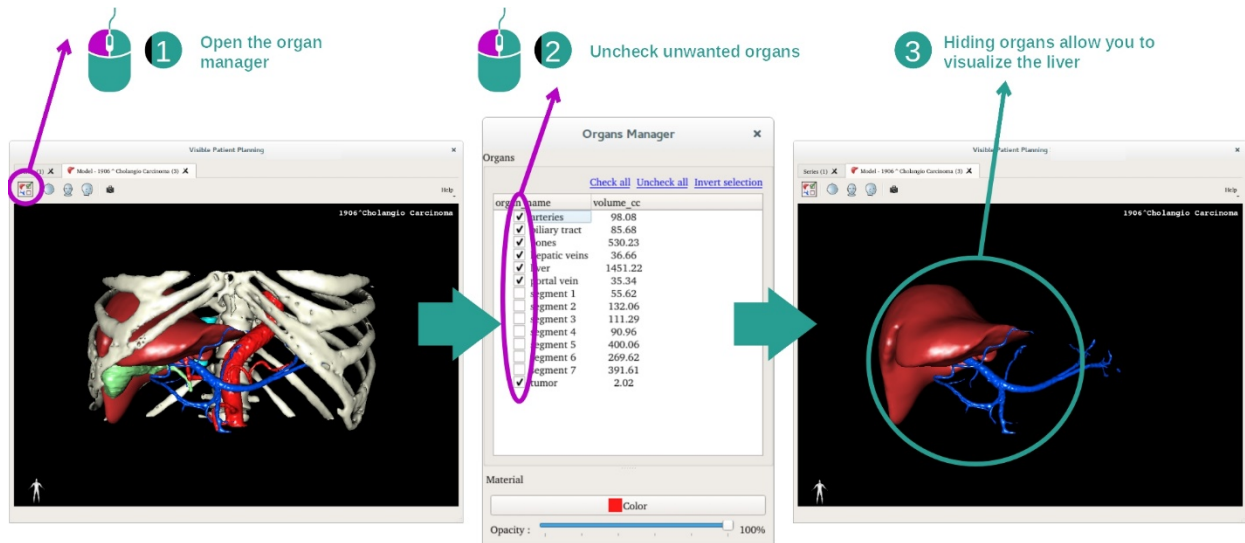 1 Open the organ
manager
2 Uncheck unwanted organs
3 Hiding organs allow you to
visualize the liver
Visible Patient Planning ×
(1) Model - 1906 ^ Cholangio Carcinoma (3)
Help
1906^Cholangio Carcinoma
Organs Manager ×
Organs
Check all Uncheck all Invert selection
volume_cc
98.08
biliary tract 85.68
530.23
veins 36.66
1451.22
portal vein 35.34
segment 1 55.62
segment 2 132.06
segment 3 111.29
segment 4 90.96
segment 5 400.06
segment 6 269.62
segment 7 391.61
tumor 2.02
Material
Color
Opacity : 100%
Visible Patient Planning ×
Series (1) Model - 1906 ^ Cholangio Carcinoma (3)
Help
1906^Cholangio Carcinoma